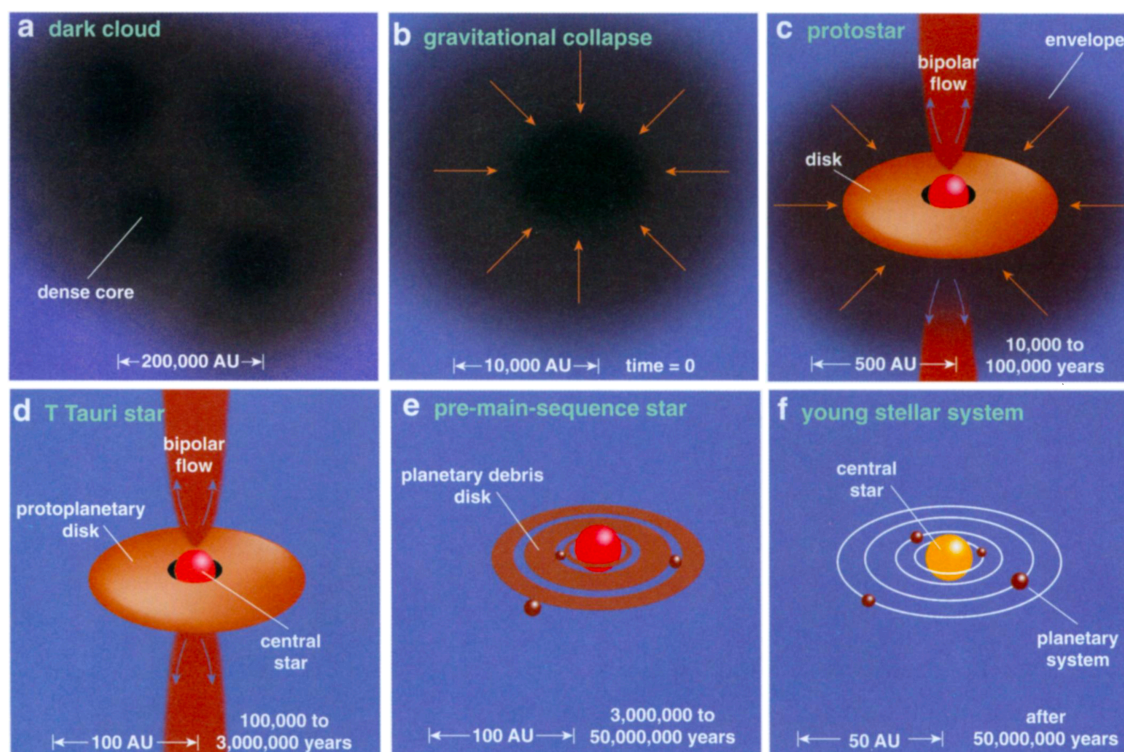 a dark cloud
dense core
200,000 AU
b gravitational collapse
10,000 AU
time = 0
c protostar
envelope
bipolar
flow
disk
500 AU
10,000 to
100,000 years
d T Tauri star
bipolar
flow
protoplanetary
disk
central
star
100 AU
100,000 to
3,000,000 years
e pre-main-sequence star
planetary debris
disk
100 AU
3,000,000 to
50,000,000 years
f young stellar system
central
star
planetary
system
50 AU
after
50,000,000 years